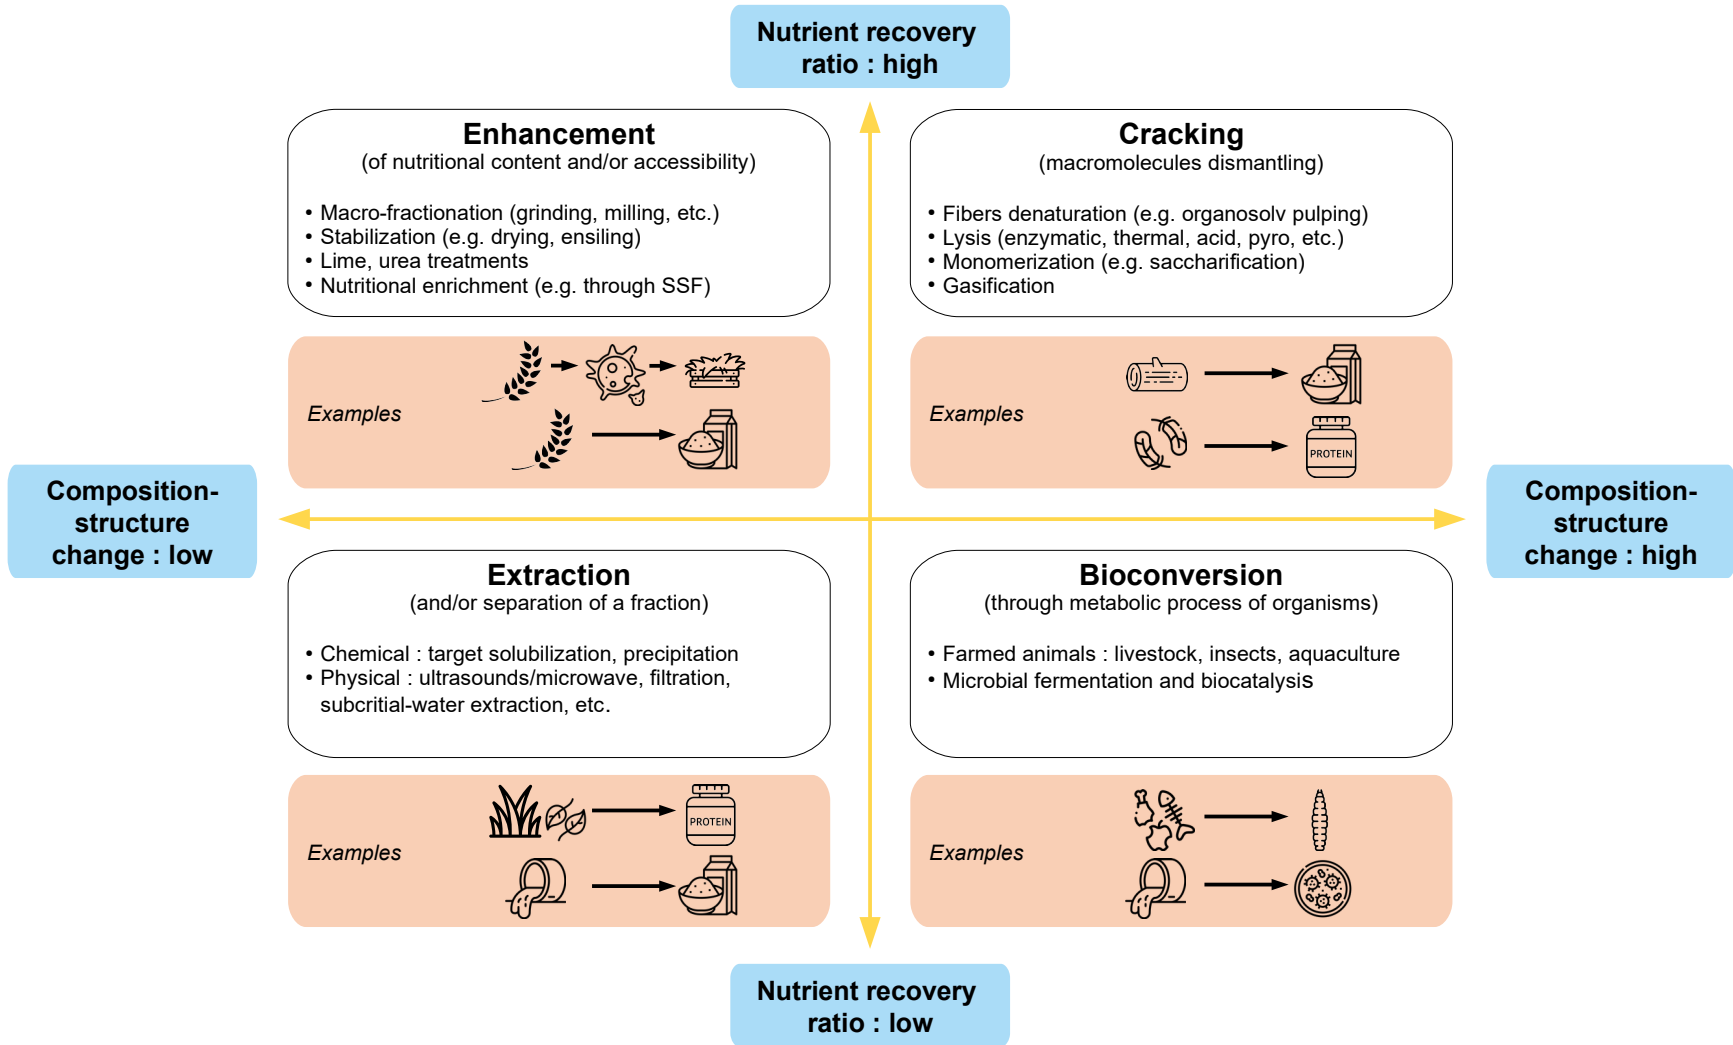 Nutrient recovery
ratio : high
Enhancement
(of nutritional content and/or accessibility)
• Macro-fractionation (grinding, milling, etc.)
• Stabilization (e.g. drying, ensiling)
• Lime, urea treatments
• Nutritional enrichment (e.g. through SSF)
Examples
Cracking
(macromolecules dismantling)
• Fibers denaturation (e.g. organosolv pulping)
• Lysis (enzymatic, thermal, acid, pyro, etc.)
• Monomerization (e.g. saccharification)
• Gasification
Examples
PROTEIN
Composition-
structure
change : low
Composition-
structure
change : high
Extraction
(and/or separation of a fraction)
• Chemical : target solubilization, precipitation
• Physical : ultrasounds/microwave, filtration,
subcritial-water extraction, etc.
PROTEIN
Examples
Bioconversion
(through metabolic process of organisms)
• Farmed animals : livestock, insects, aquaculture
• Microbial fermentation and biocatalysis
Examples
Nutrient recovery
ratio : low